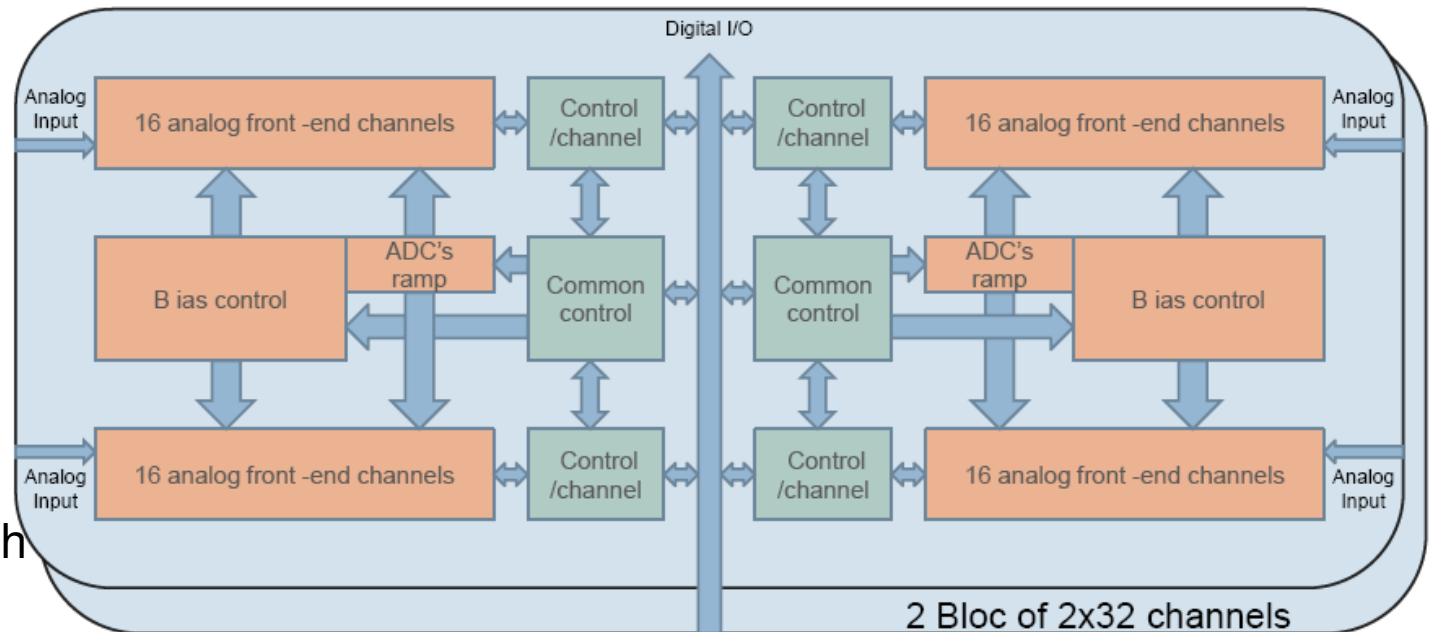 Digital I/O
Analog
Input
16 analog front -end channels
Control
/channel
Control
/channel
16 analog front -end channels
Analog
Input
B ias control
ADC's
ramp
Common
control
Common
control
ADC's
ramp
B ias control
Analog
Input
16 analog front -end channels
Control
/channel
Control
/channel
16 analog front -end channels
Analog
Input
h
2 Bloc of 2x32 channels